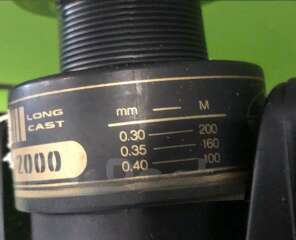 LONG
CAST
2000
mm — M
0.30 — 200
0.35 — 160
0.40 — 100